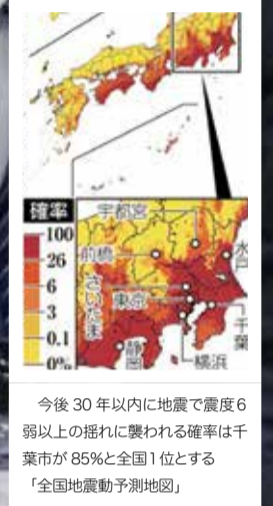 確率
100
26
6
3
0.1
0%
宇都宮
前橋
水戸
さいたま
東京
千葉
静岡
横浜
今後 30 年以内に地震で震度6
弱以上の揺れに襲われる確率は千
葉市が 85%と全国1位とする
「全国地震動予測地図」